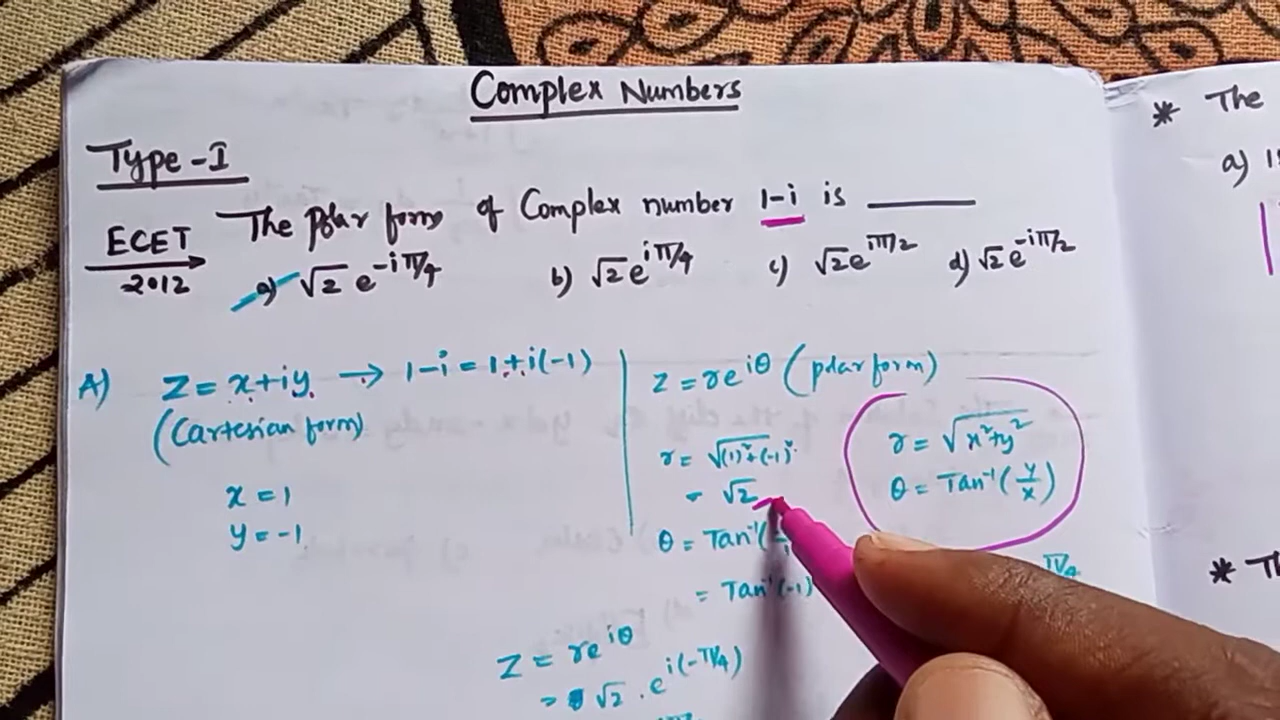 Complex Numbers
Type-I
ECET 2012 The Polar form of Complex number 1-i is ______
a) √2 e^{-iπ/4} b) √2 e^{iπ/4} c) √2 e^{iπ/2} d) √2 e^{-iπ/2}
A) Z = x+iy → 1-i = 1+i(-1)
(Cartesian form)
x = 1
y = -1
Z = re^{iθ} (polar form)
r = √(1)²+(-1)²
= √2
θ = Tan⁻¹(
= Tan⁻¹(-1)
r = √x²+y²
θ = Tan⁻¹(y/x)
π/4
Z = re^{iθ}
= √2 . e^{i(-π/4)}
* The
a)
* Th